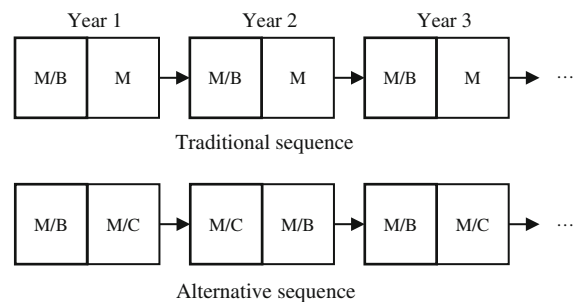 Year 1 Year 2 Year 3
M/B M M/B M M/B M ...
Traditional sequence
M/B M/C M/C M/B M/B M/C ...
Alternative sequence